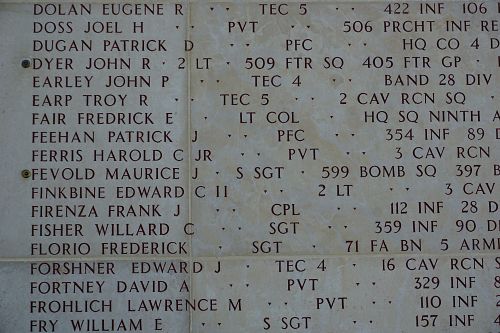 DOLAN EUGENE R · · TEC 5 · · 422 INF 106
DOSS JOEL H · · PVT · · 506 PRCHT INF
DUGAN PATRICK D · · PFC · · HQ CO 4
DYER JOHN R · 2 LT · 509 FTR SQ · 405 FTR GP ·
EARLEY JOHN P · · TEC 4 · · BAND 28 DIV
EARP TROY R · · TEC 5 · · 2 CAV RCN SQ ·
FAIR FREDRICK E · · LT COL · · HQ SQ NINTH
FEEHAN PATRICK J · · PFC · · 354 INF 89
FERRIS HAROLD C JR · · PVT · · 3 CAV RCN
FEVOLD MAURICE J · S SGT · 599 BOMB SQ 397
FINKBINE EDWARD C II · · 2 LT · · 3 CAV
FIRENZA FRANK J · · CPL · · 112 INF 28
FISHER WILLARD C · · SGT · · 359 INF 90
FLORIO FREDERICK · · SGT · · 71 FA BN 5
FORSHNER EDWARD J · TEC 4 · · 16 CAV RCN
FORTNEY DAVID A · · PVT · · 329
FROHLICH LAWRENCE M · · PVT · · 110 INF
FRY WILLIAM E · · S SGT · · 157 INF